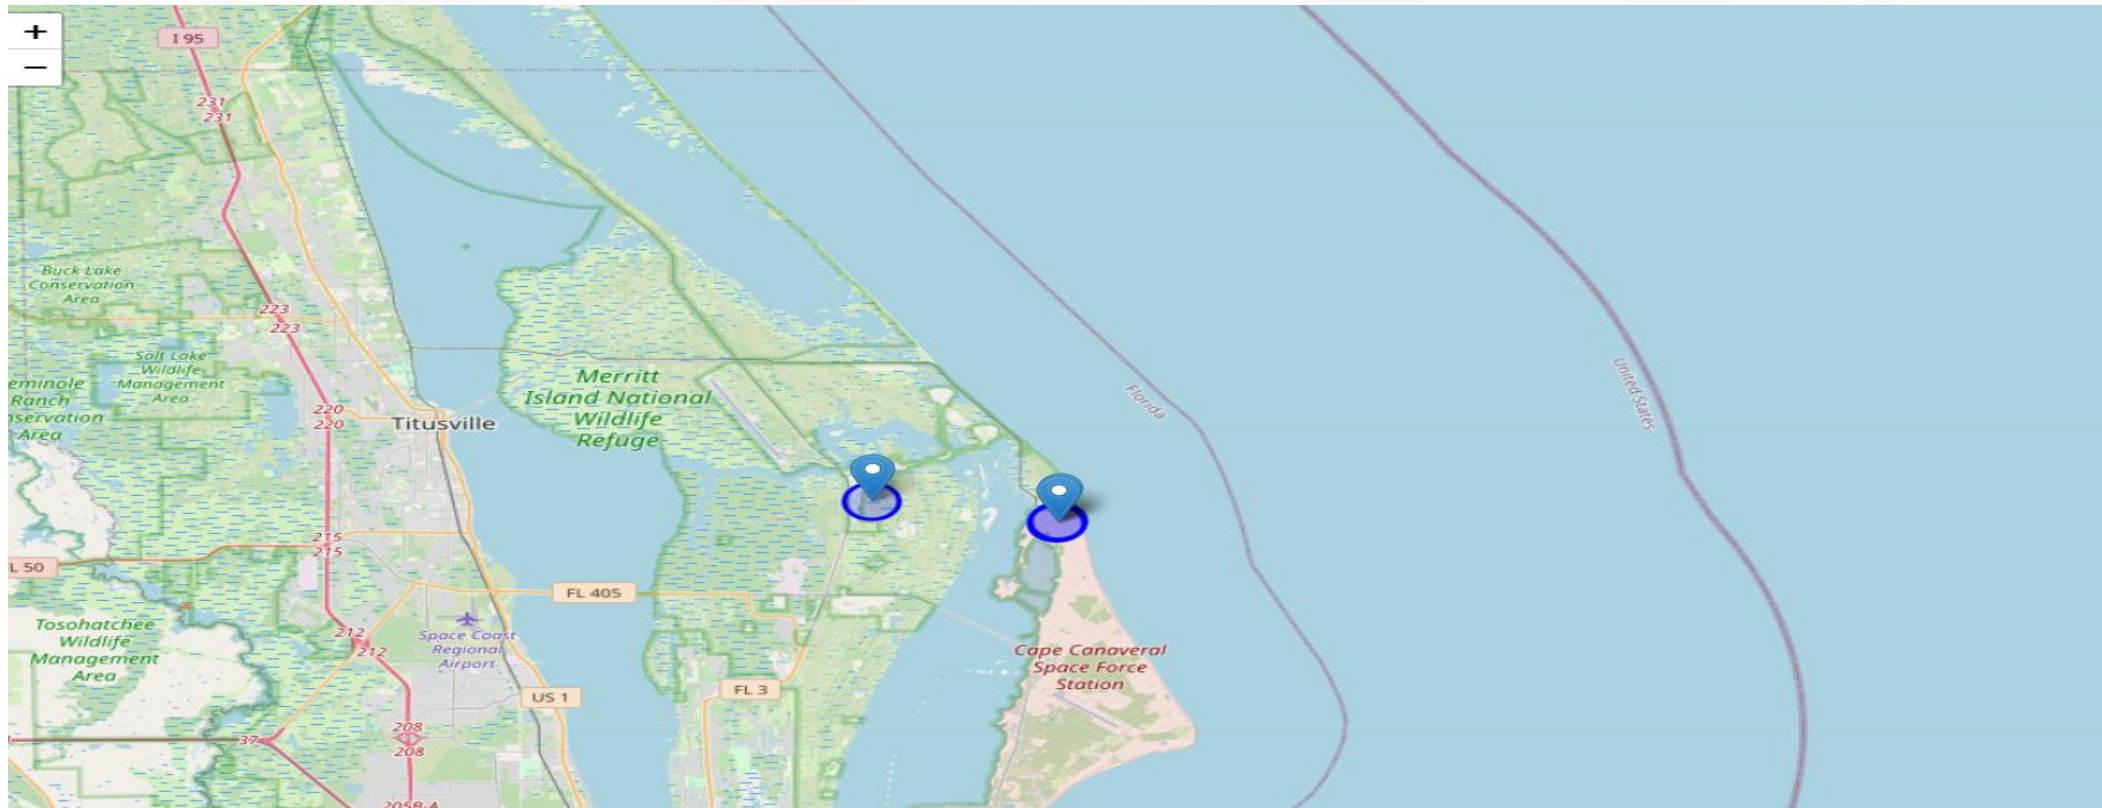 +
−
I 95
231
231
Buck Lake
Conservation
Area
223
223
Salt Lake
Wildlife
Management
Area
eminole
Ranch
nservation
Area
220
220
Titusville
Merritt
Island National
Wildlife
Refuge
Florida
United States
215
215
L 50
FL 405
Tosohatchee
Wildlife
Management
Area
212
212
Space Coast
Regional
Airport
US 1
FL 3
Cape Canaveral
Space Force
Station
37
208
208
205B-A